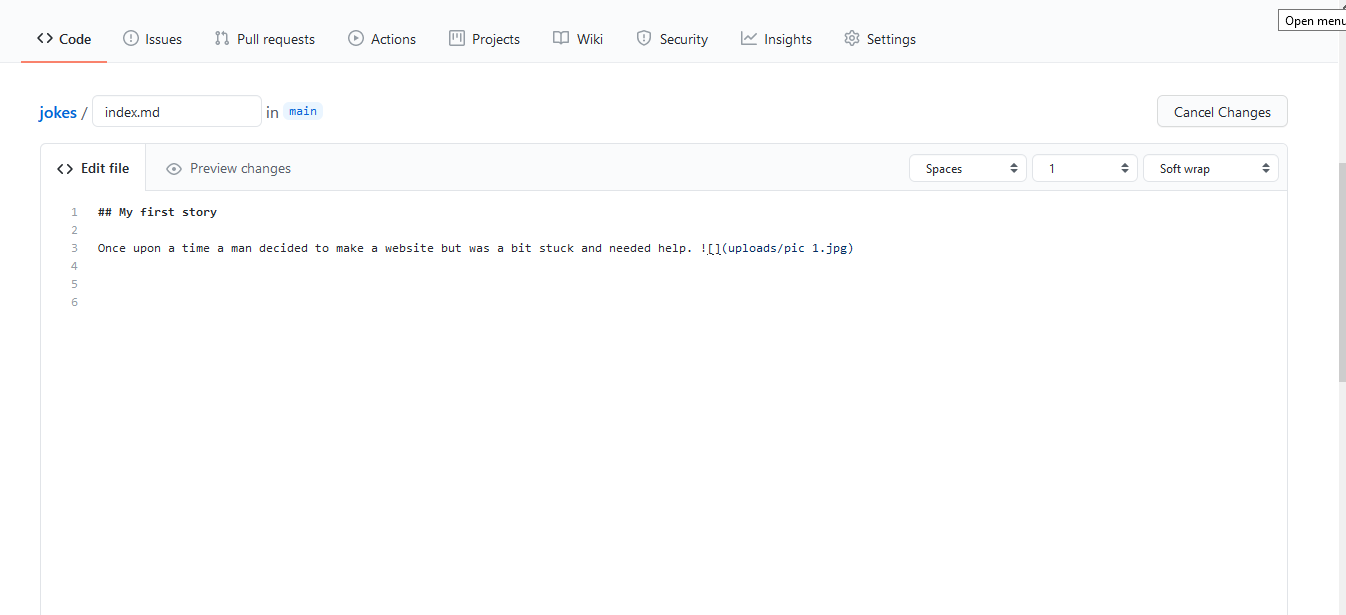 Open menu
Code Issues Pull requests Actions Projects Wiki Security Insights Settings
jokes / index.md in main Cancel Changes
Edit file Preview changes Spaces 1 Soft wrap
1 ## My first story
2
3 Once upon a time a man decided to make a website but was a bit stuck and needed help. ![](uploads/pic 1.jpg)
4
5
6